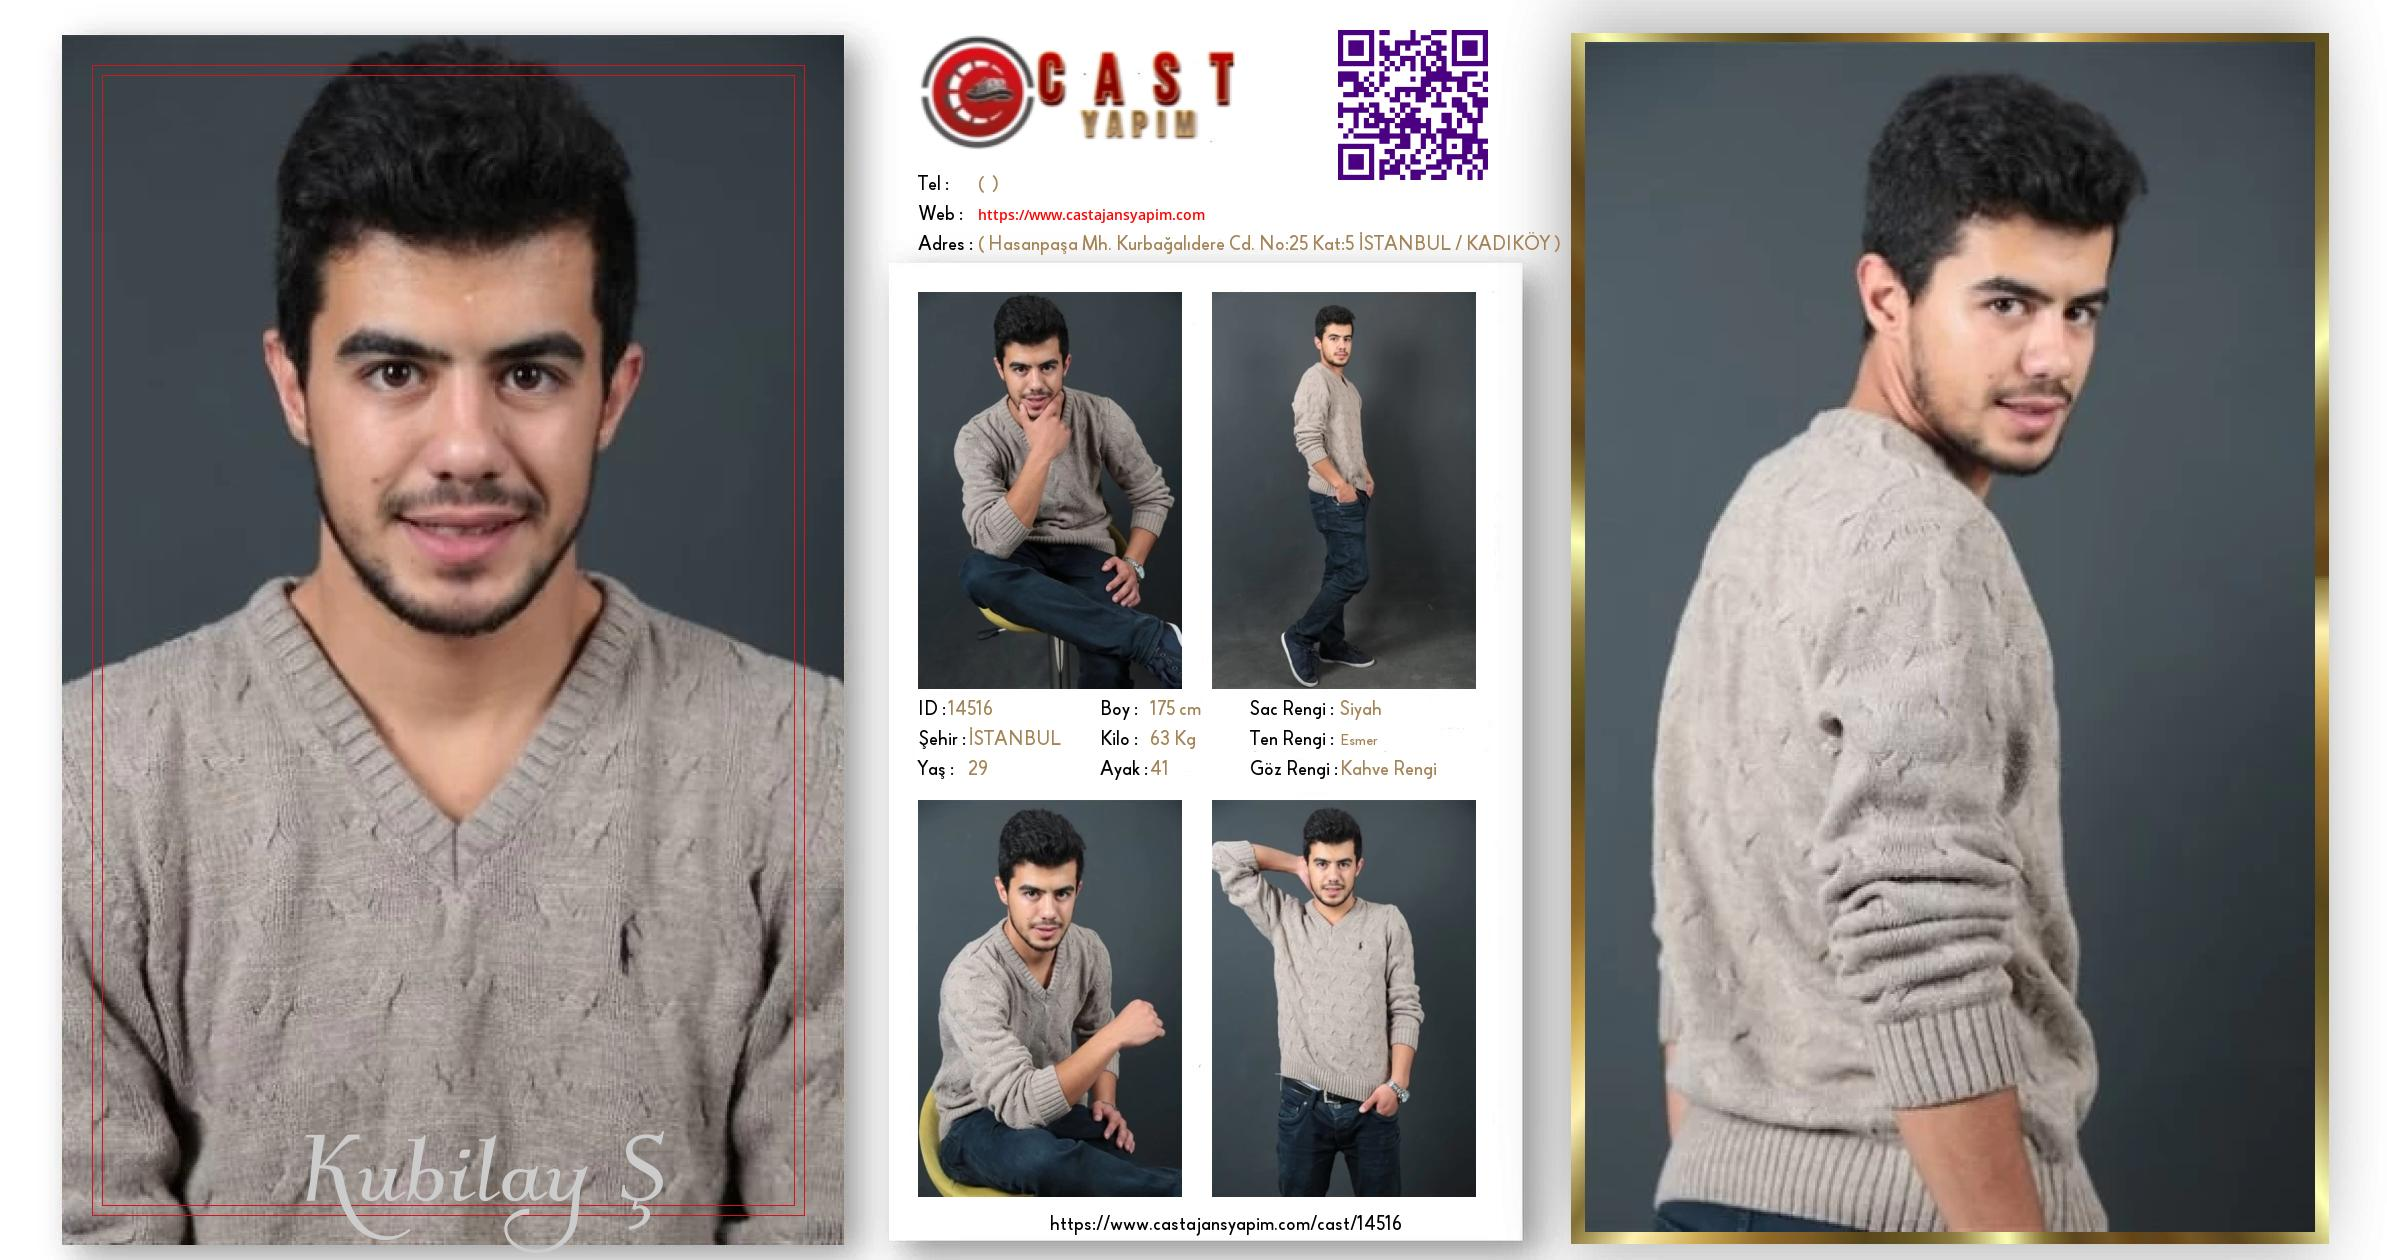 Kubilay Ş
CAST
YAPIM
Tel : ( )
Web : https://www.castajansyapim.com
Adres : ( Hasanpaşa Mh. Kurbağalıdere Cd. No:25 Kat:5 İSTANBUL / KADIKÖY )
ID : 14516 Boy : 175 cm Sac Rengi : Siyah
Şehir : İSTANBUL Kilo : 63 Kg Ten Rengi : Esmer
Yaş : 29 Ayak : 41 Göz Rengi : Kahve Rengi
https://www.castajansyapim.com/cast/14516